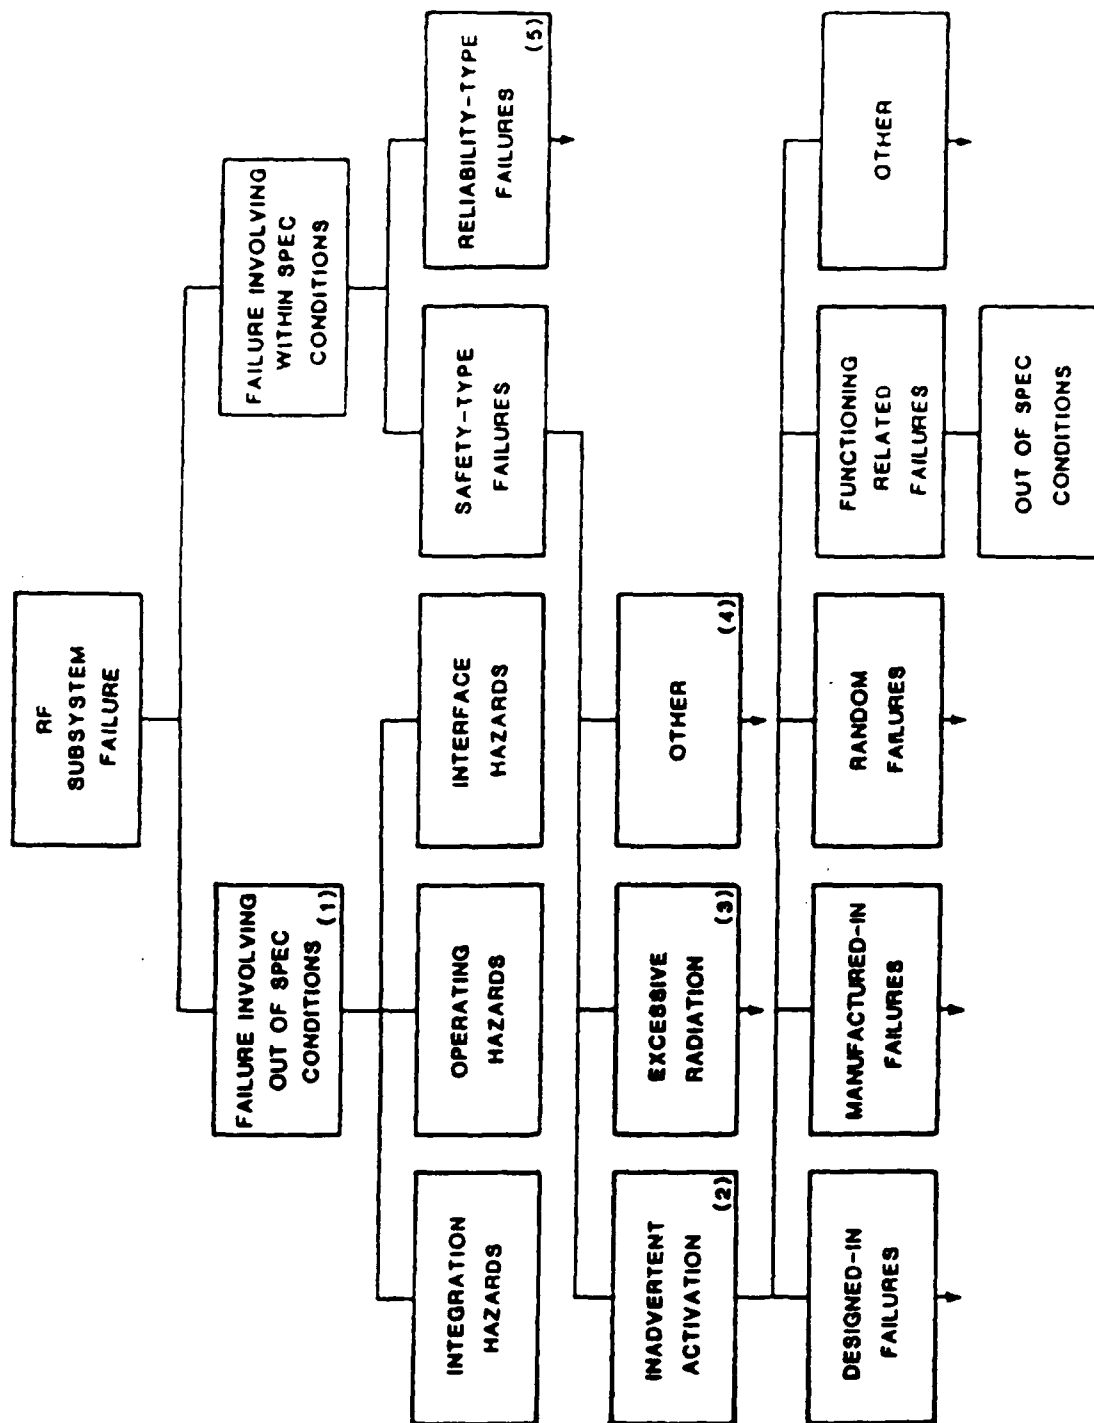 RF
SUBSYSTEM
FAILURE
FAILURE INVOLVING
OUT OF SPEC
CONDITIONS
(1)
FAILURE INVOLVING
WITHIN SPEC
CONDITIONS
INTEGRATION
HAZARDS
OPERATING
HAZARDS
INTERFACE
HAZARDS
SAFETY-TYPE
FAILURES
RELIABILITY-TYPE
FAILURES
(5)
INADVERTENT
ACTIVATION
(2)
EXCESSIVE
RADIATION
(3)
OTHER
(4)
DESIGNED-IN
FAILURES
MANUFACTURED-IN
FAILURES
RANDOM
FAILURES
FUNCTIONING
RELATED
FAILURES
OTHER
OUT OF SPEC
CONDITIONS